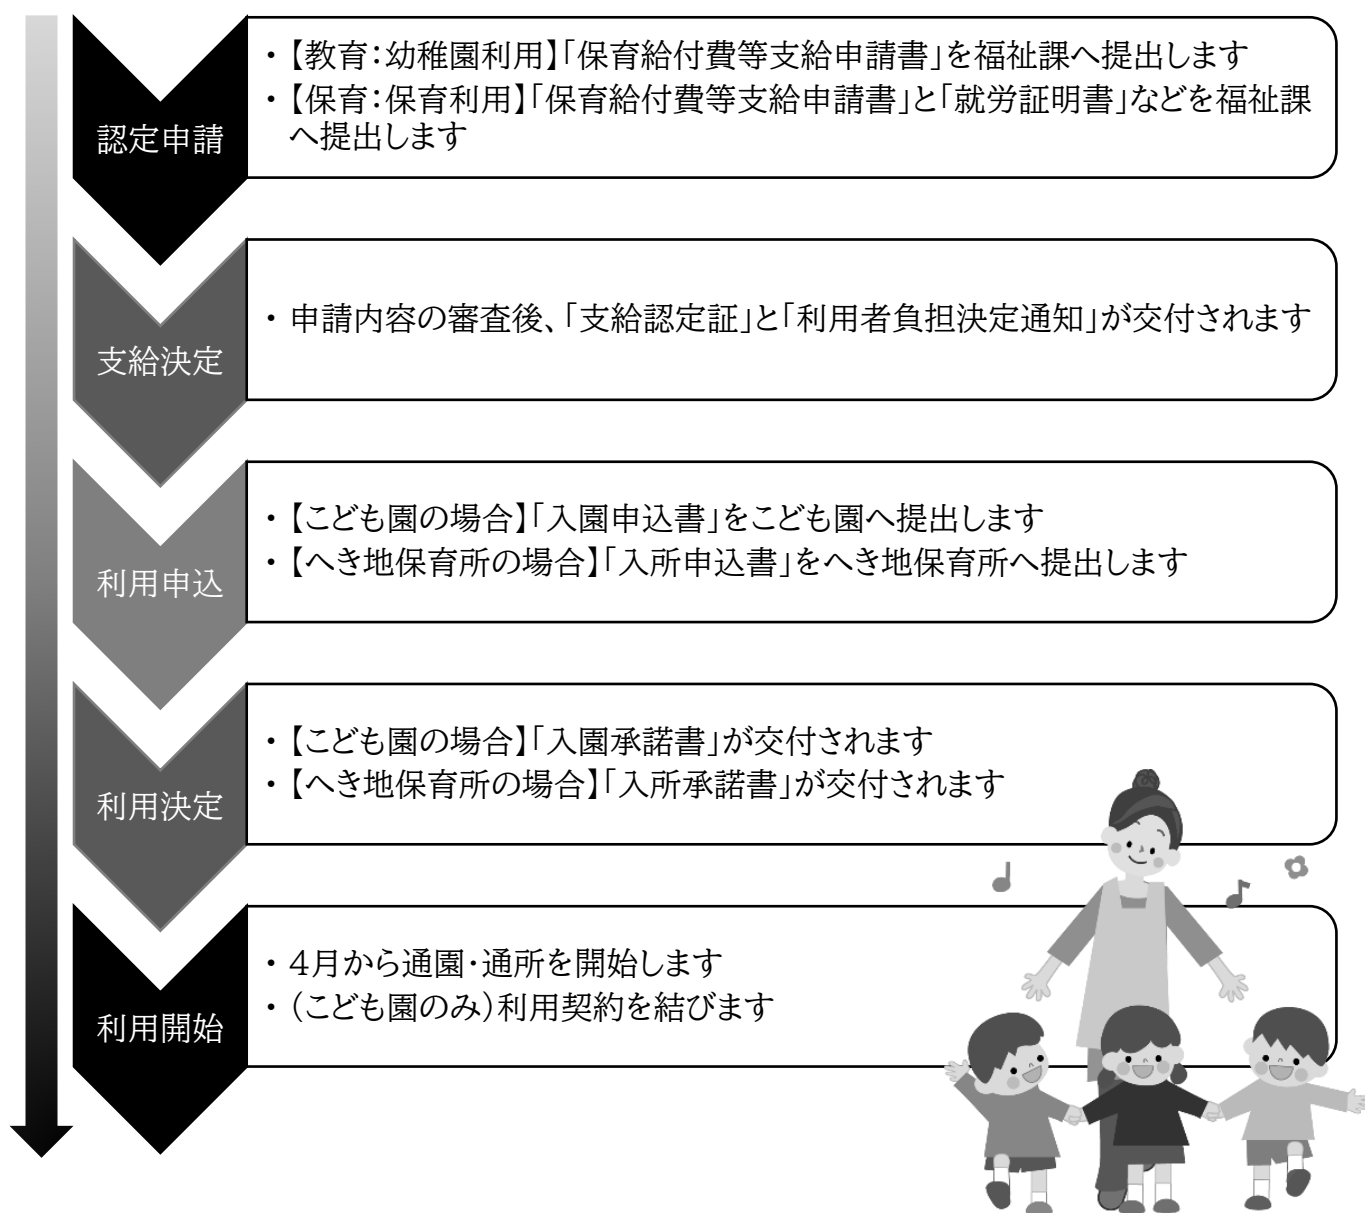 認定申請
・【教育:幼稚園利用】「保育給付費等支給申請書」を福祉課へ提出します
・【保育:保育利用】「保育給付費等支給申請書」と「就労証明書」などを福祉課
へ提出します
支給決定
・申請内容の審査後、「支給認定証」と「利用者負担決定通知」が交付されます
利用申込
・【こども園の場合】「入園申込書」をこども園へ提出します
・【へき地保育所の場合】「入所申込書」をへき地保育所へ提出します
利用決定
・【こども園の場合】「入園承諾書」が交付されます
・【へき地保育所の場合】「入所承諾書」が交付されます
利用開始
・4月から通園・通所を開始します
・(こども園のみ)利用契約を結びます